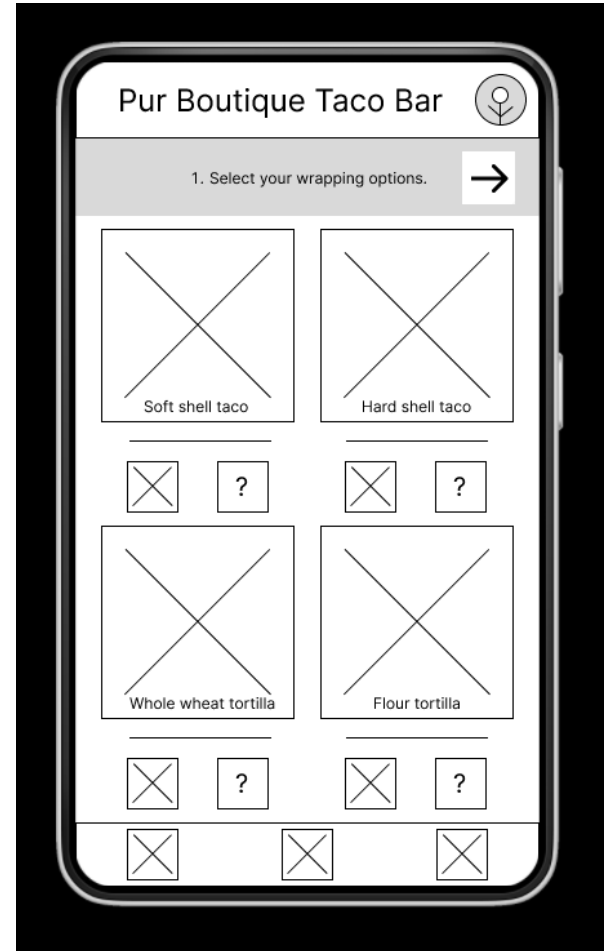 Pur Boutique Taco Bar
1. Select your wrapping options.
Soft shell taco
Hard shell taco
?
?
Whole wheat tortilla
Flour tortilla
?
?